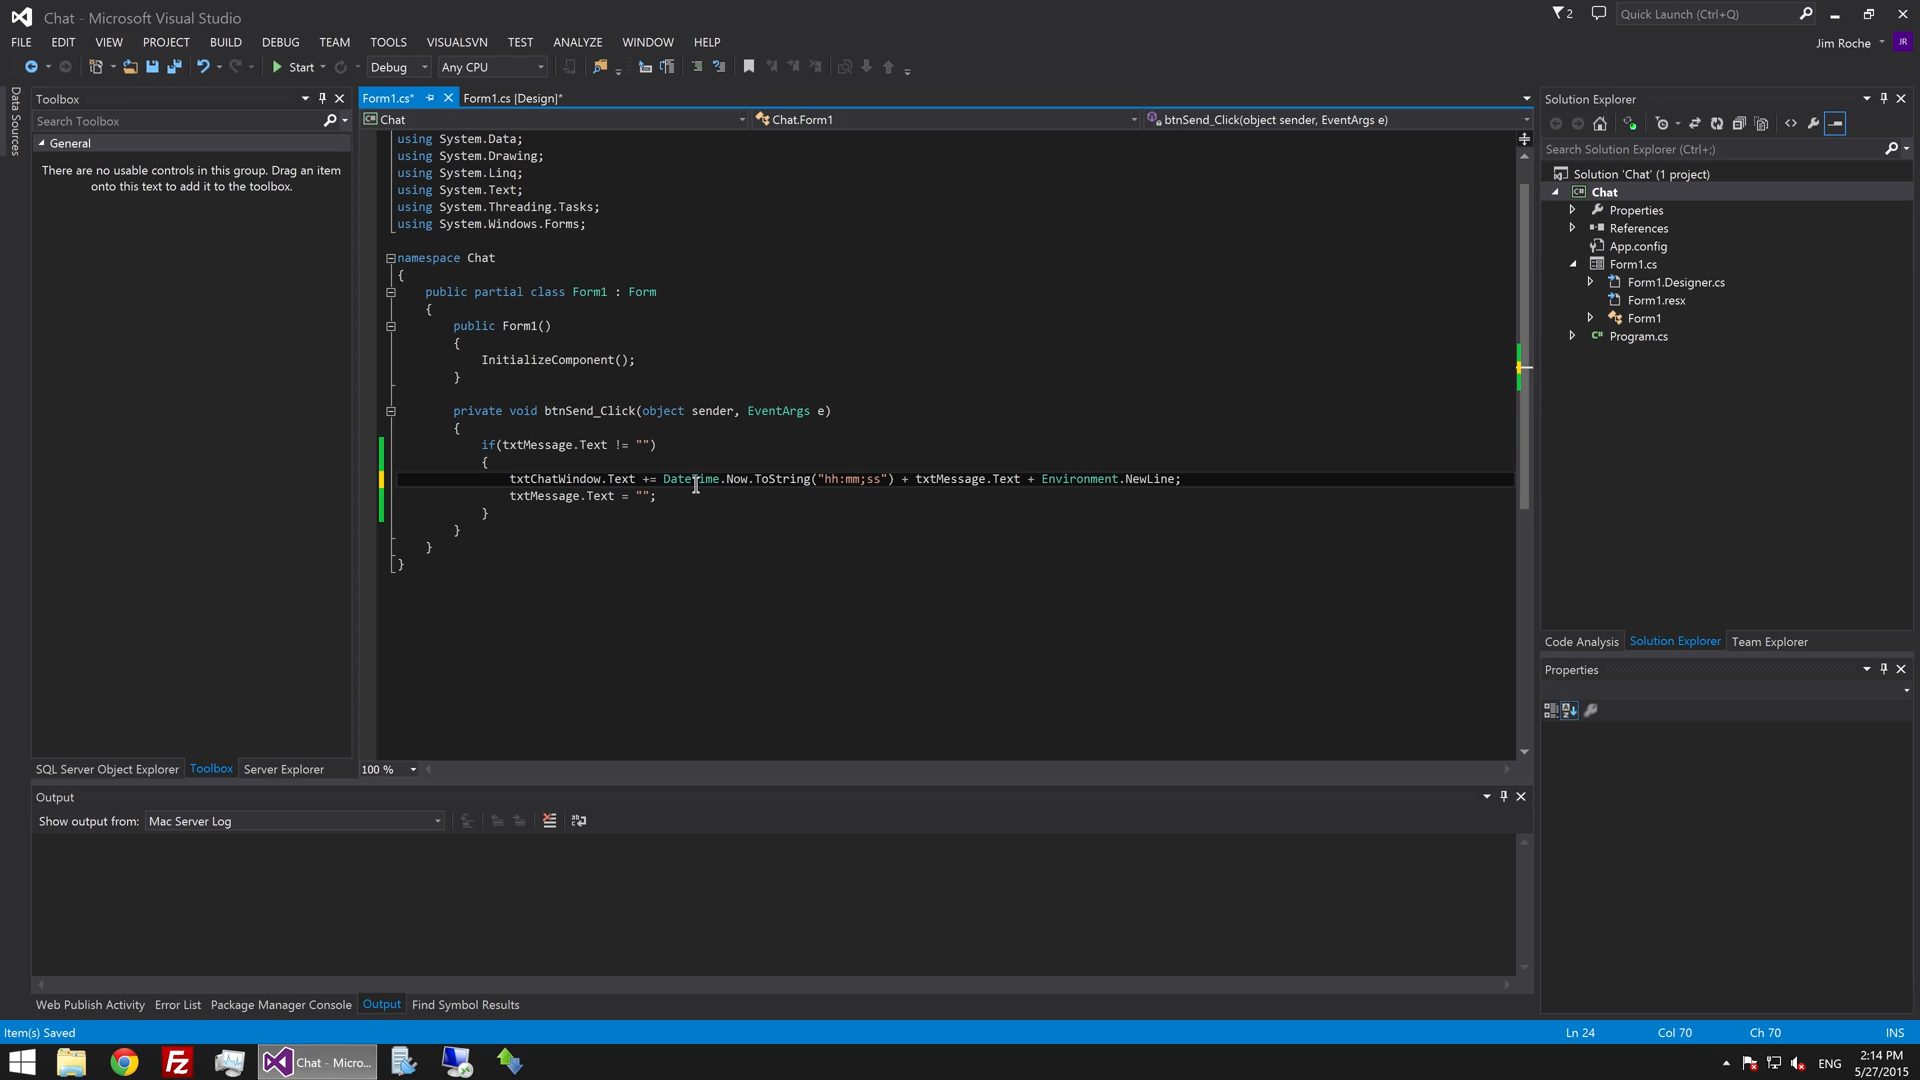 Chat - Microsoft Visual Studio
2
Quick Launch (Ctrl+Q)
FILE EDIT VIEW PROJECT BUILD DEBUG TEAM TOOLS VISUALSVN TEST ANALYZE WINDOW HELP
Jim Roche JR
Start Debug Any CPU
Data Sources
Toolbox
Search Toolbox
General
There are no usable controls in this group. Drag an item
onto this text to add it to the toolbox.
SQL Server Object Explorer Toolbox Server Explorer
Form1.cs* Form1.cs [Design]*
Chat Chat.Form1 btnSend_Click(object sender, EventArgs e)
using System.Data;
using System.Drawing;
using System.Linq;
using System.Text;
using System.Threading.Tasks;
using System.Windows.Forms;
namespace Chat
{
public partial class Form1 : Form
{
public Form1()
{
InitializeComponent();
}
private void btnSend_Click(object sender, EventArgs e)
{
if(txtMessage.Text != "")
{
txtChatWindow.Text += DateTime.Now.ToString("hh:mm;ss") + txtMessage.Text + Environment.NewLine;
txtMessage.Text = "";
}
}
}
}
100 %
Solution Explorer
Search Solution Explorer (Ctrl+;)
Solution 'Chat' (1 project)
C# Chat
Properties
References
App.config
Form1.cs
Form1.Designer.cs
Form1.resx
Form1
C# Program.cs
Code Analysis Solution Explorer Team Explorer
Properties
Output
Show output from: Mac Server Log
Web Publish Activity Error List Package Manager Console Output Find Symbol Results
Item(s) Saved Ln 24 Col 70 Ch 70 INS
Fz
Chat - Micro...
ENG
2:14 PM
5/27/2015